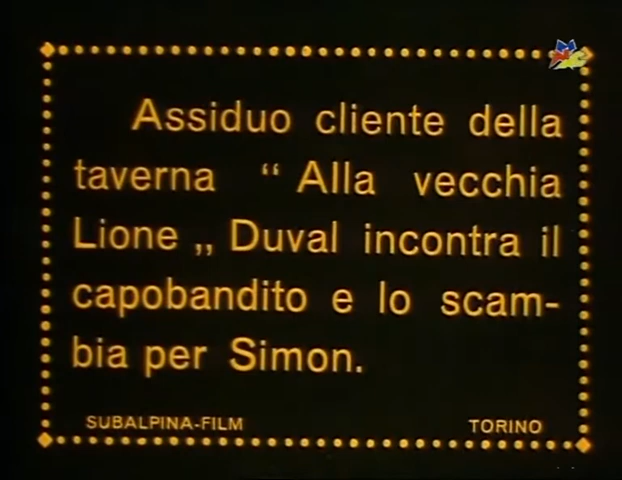 Assiduo cliente della
taverna “ Alla vecchia
Lione „ Duval incontra il
capobandito e lo scam-
bia per Simon.
SUBALPINA-FILM TORINO